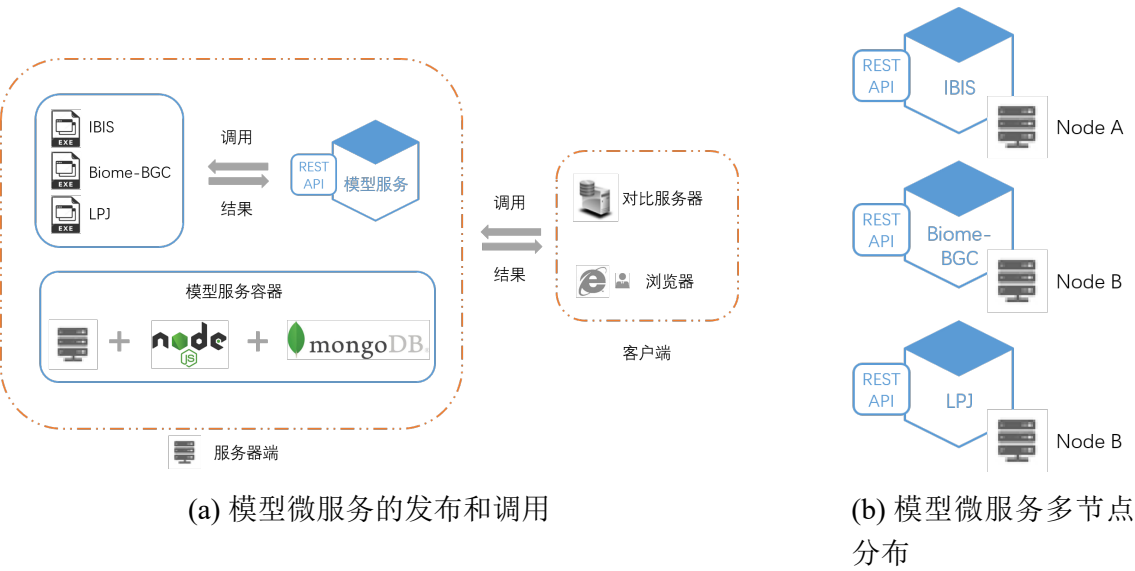 IBIS
EXE
Biome-BGC
EXE
LPJ
EXE
调用
结果
REST
API
模型服务
模型服务容器
+
node
JS
+
mongoDB
服务器端
调用
结果
对比服务器
浏览器
客户端
(a) 模型微服务的发布和调用
REST
API
IBIS
Node A
REST
API
Biome-
BGC
Node B
REST
API
LPJ
Node B
(b) 模型微服务多节点
分布